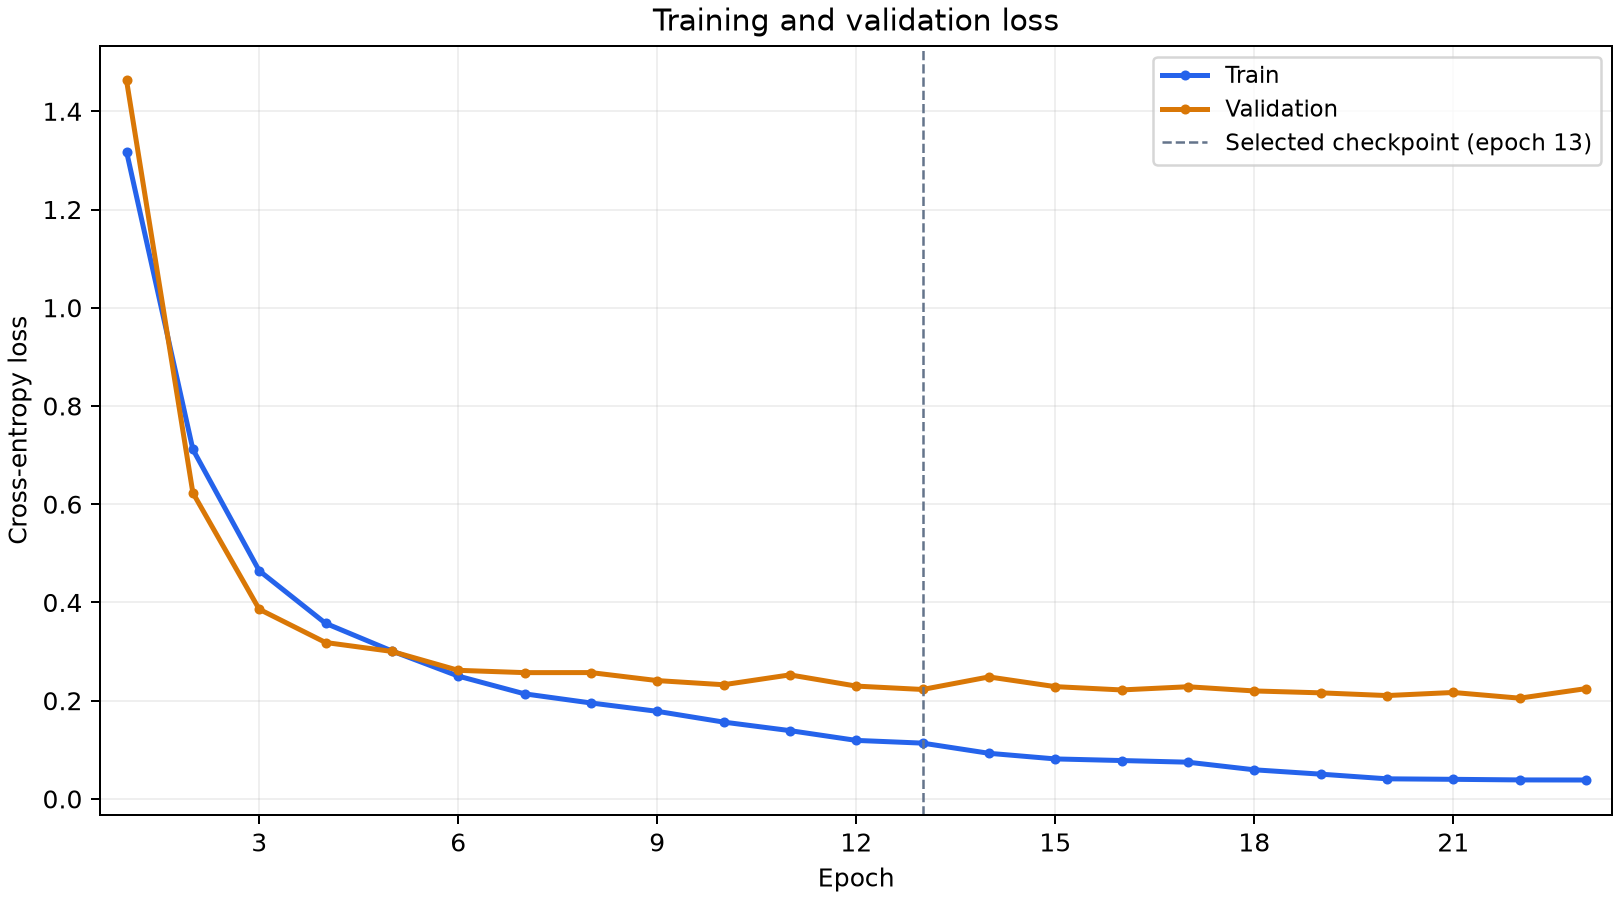 Training and validation loss
Train
Validation
Selected checkpoint (epoch 13)
Cross-entropy loss
1.4
1.2
1.0
0.8
0.6
0.4
0.2
0.0
3 6 9 12 15 18 21
Epoch